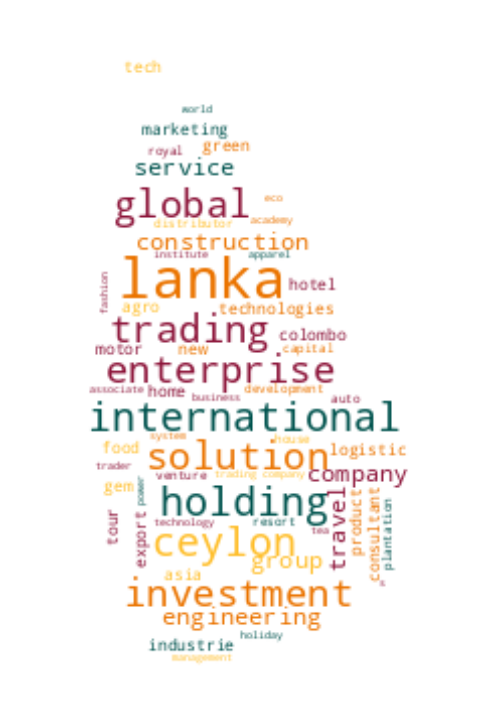 tech
world
marketing
royal green
service
global eco
distributor academy
construction
institute apparel
lanka hotel
fashion
agro technologies
trading colombo
motor new capital
enterprise
associate home business development auto
international
system house
food solution logistic
trader venture trading company company
gem power holding
tour export technology resort tea travel product consultant plantation
ceylon
group
asia
investment
engineering
industrie holiday
management